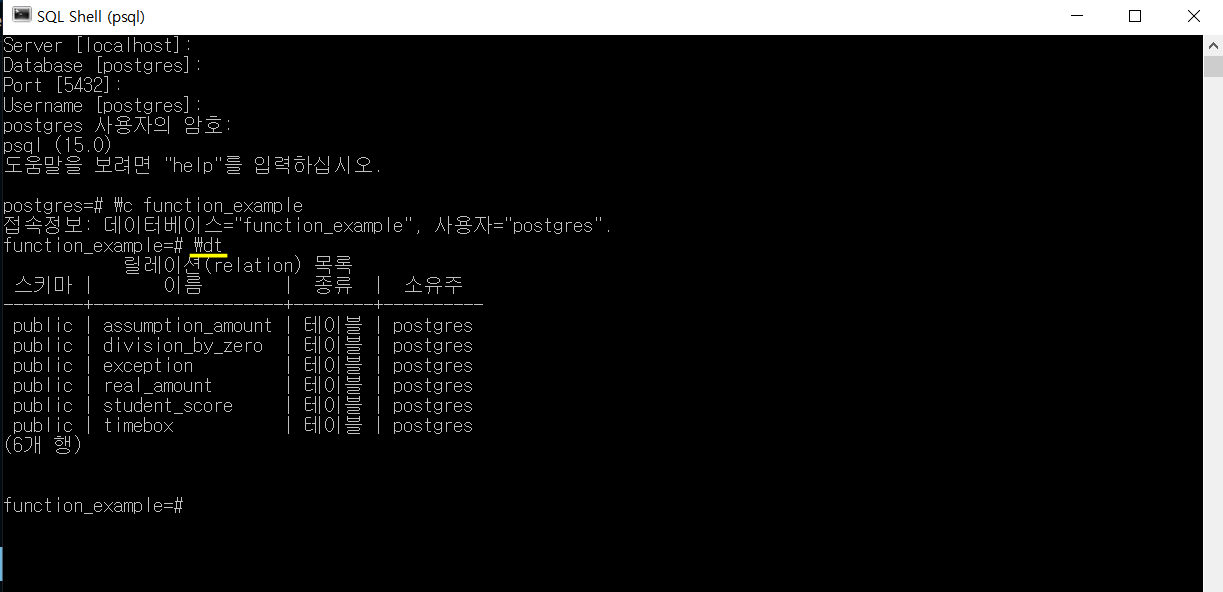 SQL Shell (psql)
Server [localhost]:
Database [postgres]:
Port [5432]:
Username [postgres]:
postgres 사용자의 암호:
psql (15.0)
도움말을 보려면 "help"를 입력하십시오.
postgres=# ₩c function_example
접속정보: 데이터베이스="function_example", 사용자="postgres".
function_example=# ₩dt
릴레이션(relation) 목록
스키마 | 이름 | 종류 | 소유주
--------+-------------------+--------+----------
public | assumption_amount | 테이블 | postgres
public | division_by_zero | 테이블 | postgres
public | exception | 테이블 | postgres
public | real_amount | 테이블 | postgres
public | student_score | 테이블 | postgres
public | timebox | 테이블 | postgres
(6개 행)
function_example=#